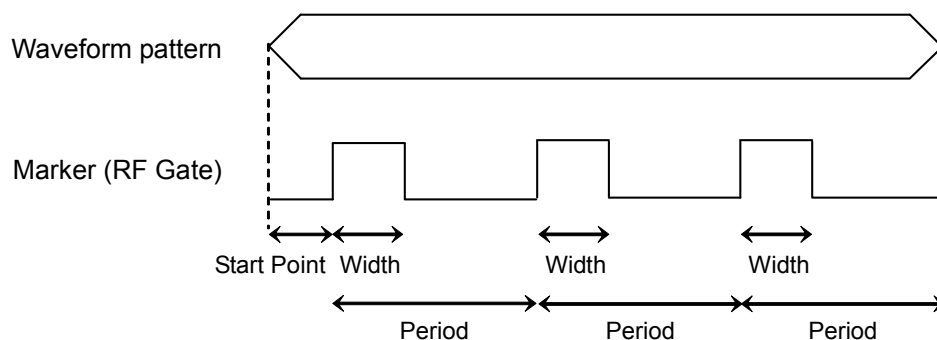 Waveform pattern
Marker (RF Gate)
Start Point Width Width Width
Period Period Period